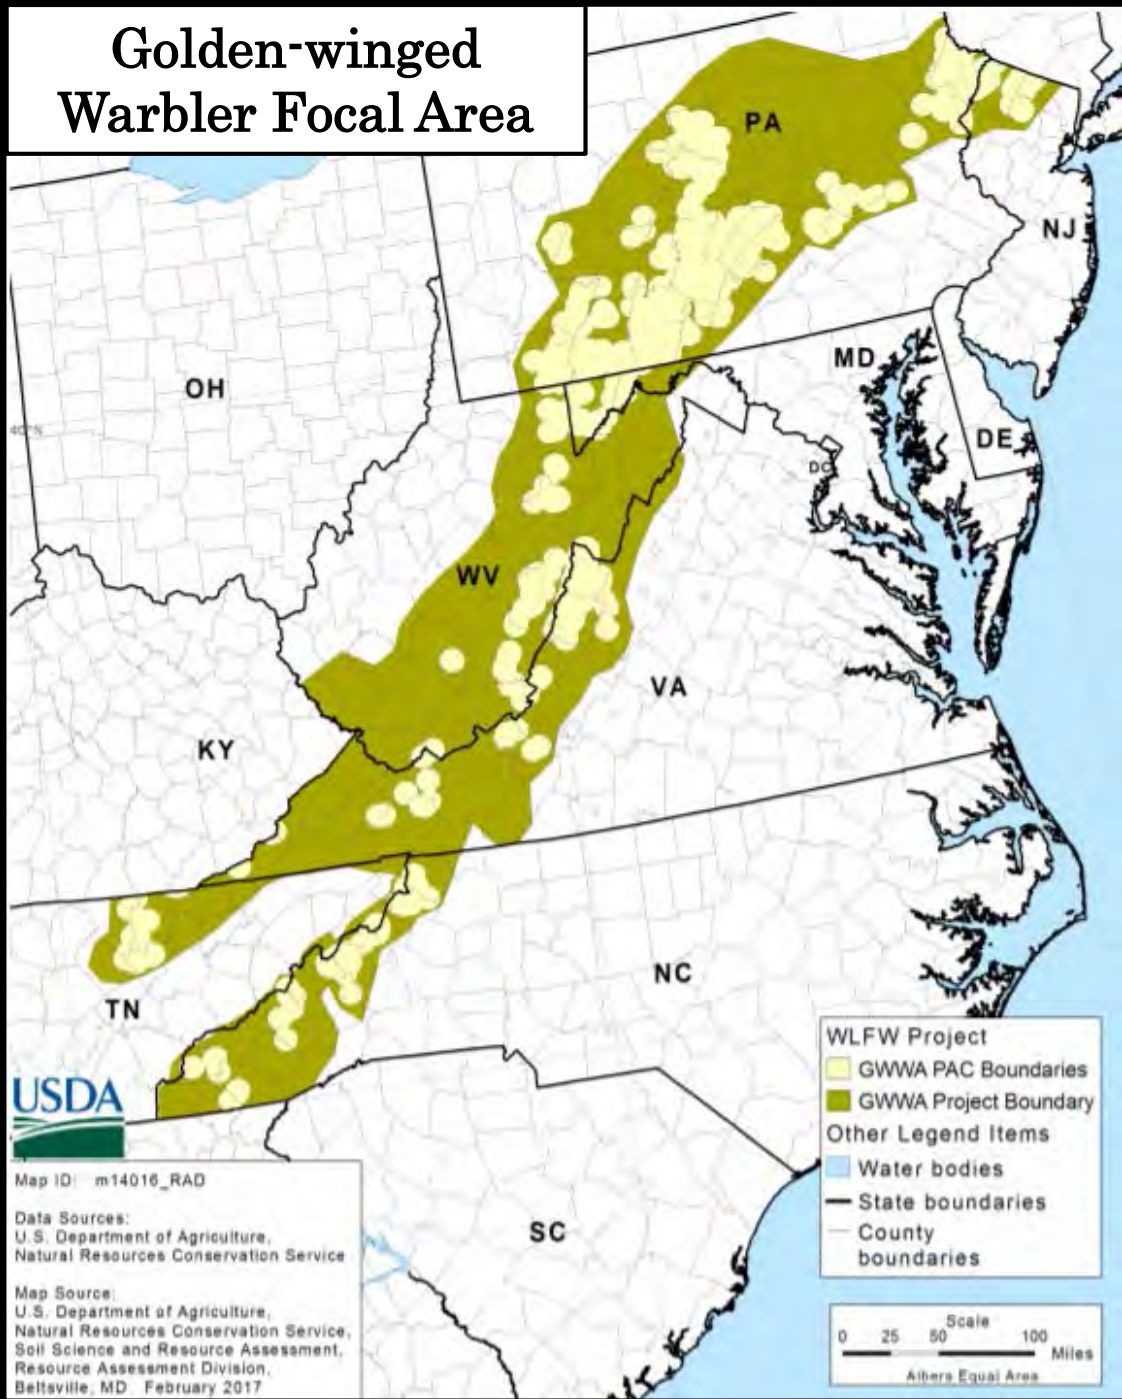 Golden-winged
Warbler Focal Area
PA
NJ
OH
MD
DE
40°N
DC
WV
VA
KY
NC
TN
SC
USDA
Map ID: m14016_RAD
Data Sources:
U.S. Department of Agriculture,
Natural Resources Conservation Service
Map Source:
U.S. Department of Agriculture,
Natural Resources Conservation Service,
Soil Science and Resource Assessment,
Resource Assessment Division,
Beltsville, MD February 2017
WLFW Project
GWWA PAC Boundaries
GWWA Project Boundary
Other Legend Items
Water bodies
State boundaries
County
boundaries
Scale
0 25 50 100
Miles
Albers Equal Area